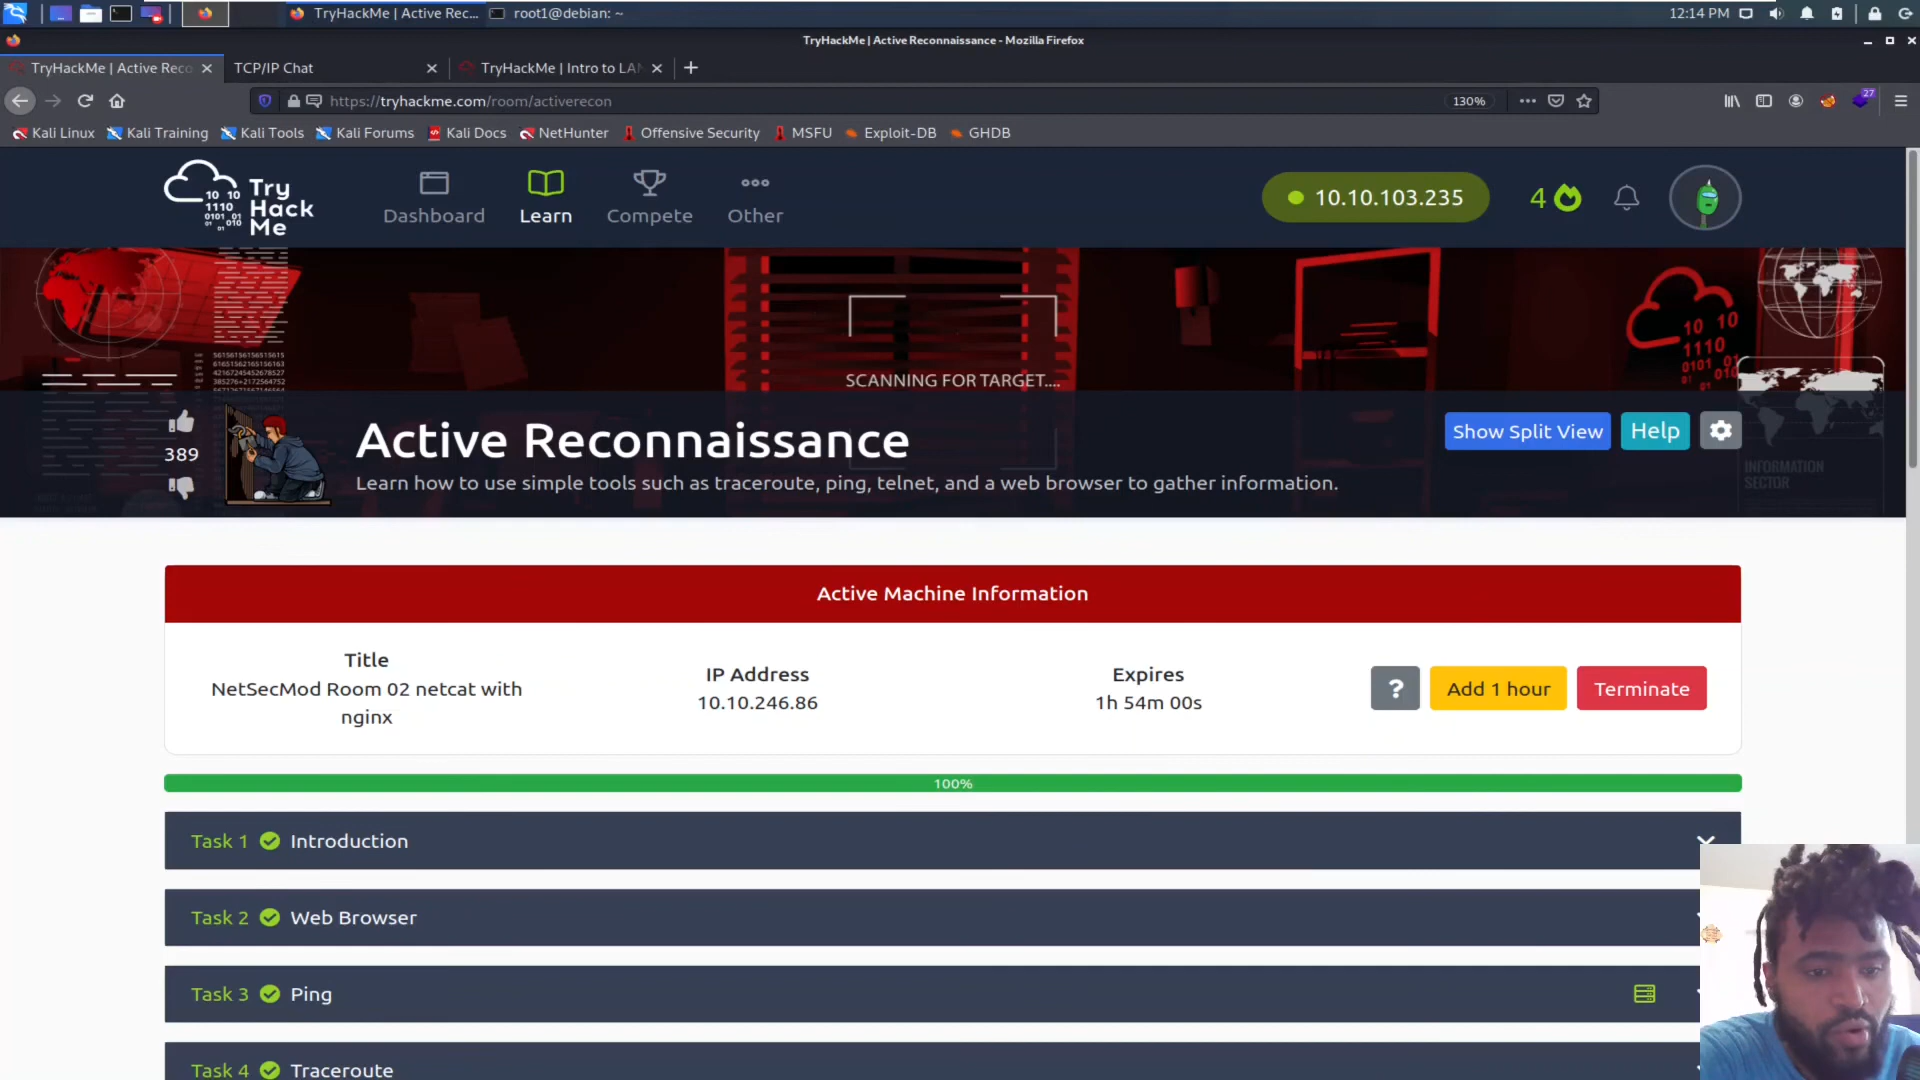 TryHackMe | Active Rec...
root1@debian: ~
12:14 PM
TryHackMe | Active Reconnaissance - Mozilla Firefox
TryHackMe | Active Reco
TCP/IP Chat
TryHackMe | Intro to LAN
https://tryhackme.com/room/activerecon
130%
27
Kali Linux
Kali Training
Kali Tools
Kali Forums
Kali Docs
NetHunter
Offensive Security
MSFU
Exploit-DB
GHDB
Try
Hack
Me
Dashboard
Learn
Compete
Other
10.10.103.235
4
SCANNING FOR TARGET....
389
Active Reconnaissance
Learn how to use simple tools such as traceroute, ping, telnet, and a web browser to gather information.
Show Split View
Help
INFORMATION
SECTOR
Active Machine Information
Title
NetSecMod Room 02 netcat with
nginx
IP Address
10.10.246.86
Expires
1h 54m 00s
?
Add 1 hour
Terminate
100%
Task 1 Introduction
Task 2 Web Browser
Task 3 Ping
Task 4 Traceroute